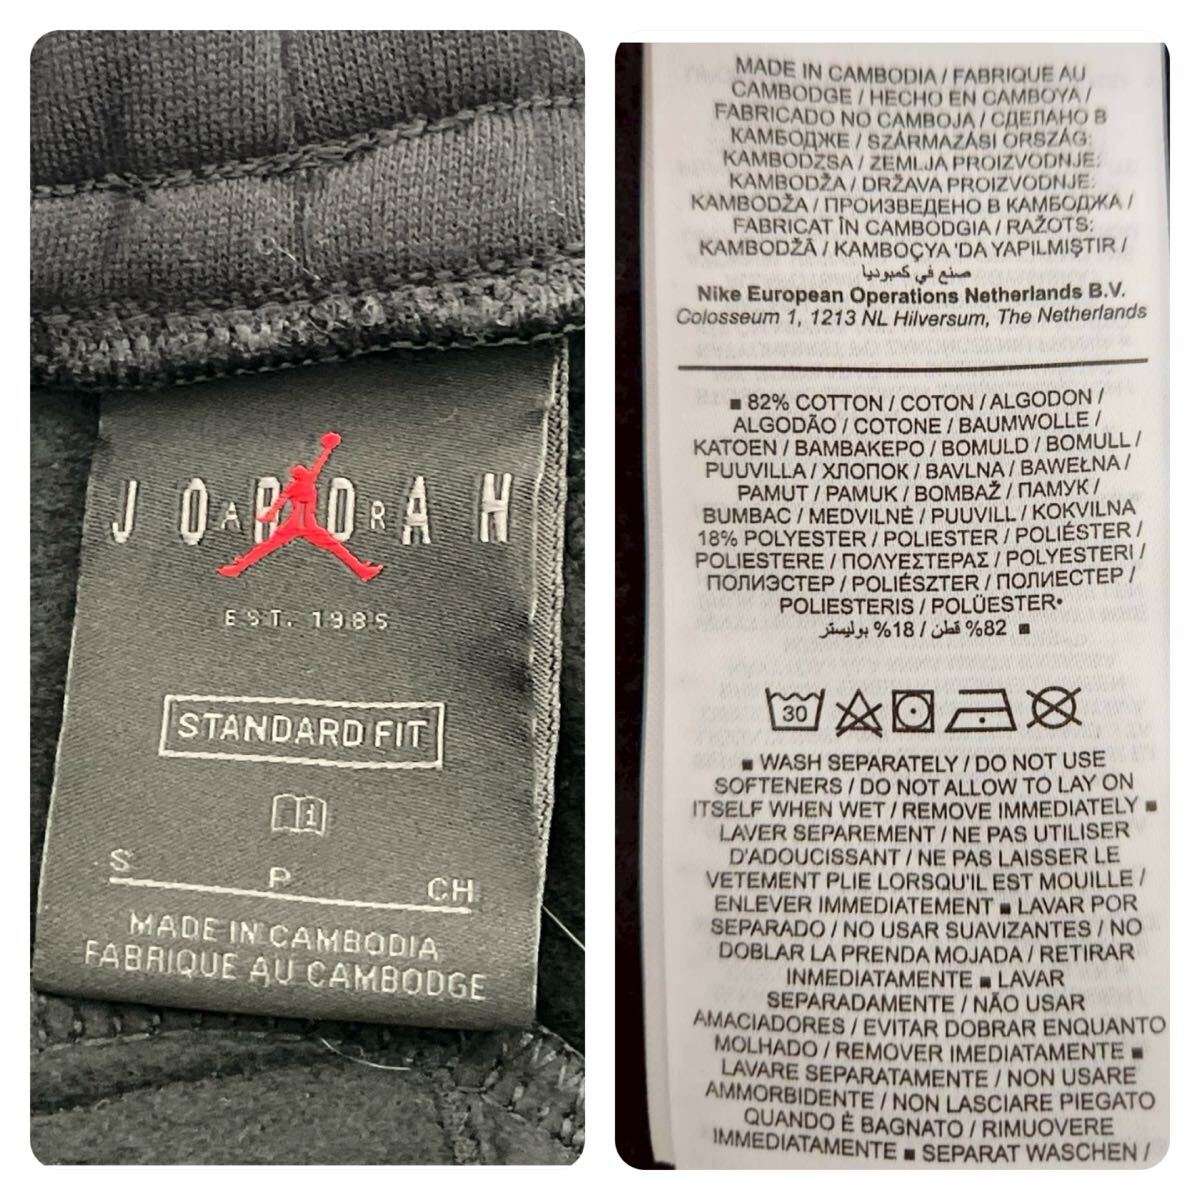 JORDAN
AIR
EST. 1985
STANDARD FIT
1
S P CH
MADE IN CAMBODIA
FABRIQUE AU CAMBODGE
MADE IN CAMBODIA / FABRIQUE AU
CAMBODGE / HECHO EN CAMBOYA /
FABRICADO NO CAMBOJA / СДЕЛАНО В
КАМБОДЖЕ / SZÁRMAZÁSI ORSZÁG:
KAMBODZSA / ZEMLJA PROIZVODNJE:
KAMBODŽA / DRŽAVA PROIZVODNJE:
KAMBODŽA / ПРОИЗВЕДЕНО В КАМБОДЖА /
FABRICAT ÎN CAMBODGIA / RAŽOTS:
KAMBODŽĀ / KAMBOÇYA 'DA YAPILMIŞTIR /
صنع في كمبوديا
Nike European Operations Netherlands B.V.
Colosseum 1, 1213 NL Hilversum, The Netherlands
■ 82% COTTON / COTON / ALGODON /
ALGODÃO / COTONE / BAUMWOLLE /
KATOEN / ΒΑΜΒΑΚΕΡΟ / BOMULD / BOMULL /
PUUVILLA / ХЛОПОК / BAVLNA / BAWEŁNA /
PAMUT / PAMUK / BOMBAŽ / ПАМУК /
BUMBAC / MEDVILNĖ / PUUVILL / KOKVILNA
18% POLYESTER / POLIESTER / POLIÉSTER /
POLIESTERE / ΠΟΛΥΕΣΤΕΡΑΣ / POLYESTERI /
ПОЛИЭСТЕР / POLIÉSZTER / ПОЛИЕСТЕР /
POLIESTERIS / POLÜESTER•
■ 82% قطن / 18% بوليستر
30
■ WASH SEPARATELY / DO NOT USE
SOFTENERS / DO NOT ALLOW TO LAY ON
ITSELF WHEN WET / REMOVE IMMEDIATELY ■
LAVER SEPAREMENT / NE PAS UTILISER
D'ADOUCISSANT / NE PAS LAISSER LE
VETEMENT PLIE LORSQU'IL EST MOUILLE /
ENLEVER IMMEDIATEMENT ■ LAVAR POR
SEPARADO / NO USAR SUAVIZANTES / NO
DOBLAR LA PRENDA MOJADA / RETIRAR
INMEDIATAMENTE ■ LAVAR
SEPARADAMENTE / NÃO USAR
AMACIADORES / EVITAR DOBRAR ENQUANTO
MOLHADO / REMOVER IMEDIATAMENTE ■
LAVARE SEPARATAMENTE / NON USARE
AMMORBIDENTE / NON LASCIARE PIEGATO
QUANDO È BAGNATO / RIMUOVERE
IMMEDIATAMENTE ■ SEPARAT WASCHEN /